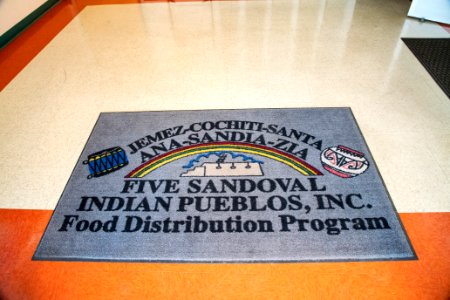 JEMEZ-COCHITI-SANTA
ANA-SANDIA-ZIA
FIVE SANDOVAL
INDIAN PUEBLOS, INC.
Food Distribution Program